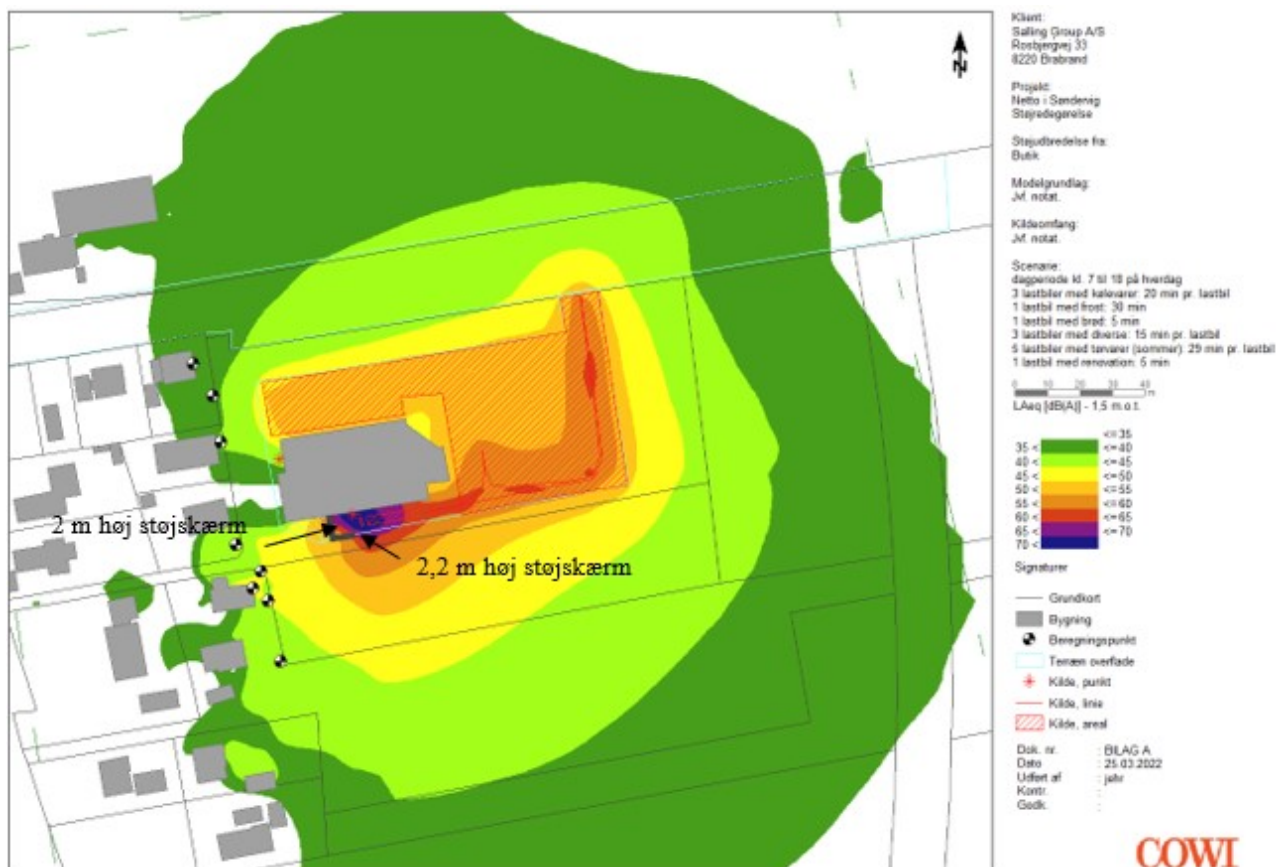 2 m høj støjskærm
2,2 m høj støjskærm
N
Klient:
Salling Group A/S
Rosbjergvej 33
8220 Brabrand
Projekt:
Netto i Søndervig
Støjredegørelse
Støjudbredelse fra:
Butik
Modelgrundlag:
Jvf. notat.
Kildeomfang:
Jvf. notat.
Scenarie:
dagperiode kl. 7 til 18 på hverdag
3 lastbiler med kølevarer: 20 min pr. lastbil
1 lastbil med frost: 30 min
1 lastbil med brød: 5 min
3 lastbiler med diverse: 15 min pr. lastbil
5 lastbiler med tørvarer (sommer): 29 min pr. lastbil
1 lastbil med renovation: 5 min
0 10 20 30 40
m
LAeq [dB(A)] - 1,5 m.o.t.
<= 35
35 < <= 40
40 < <= 45
45 < <= 50
50 < <= 55
55 < <= 60
60 < <= 65
65 < <= 70
70 <
Signaturer
Grundkort
Bygning
Beregningspunkt
Terræn overflade
Kilde, punkt
Kilde, linie
Kilde, areal
Dok. nr. : BILAG A
Dato : 25.03.2022
Udført af : jehr
Kontr. :
Godk. :
COWI